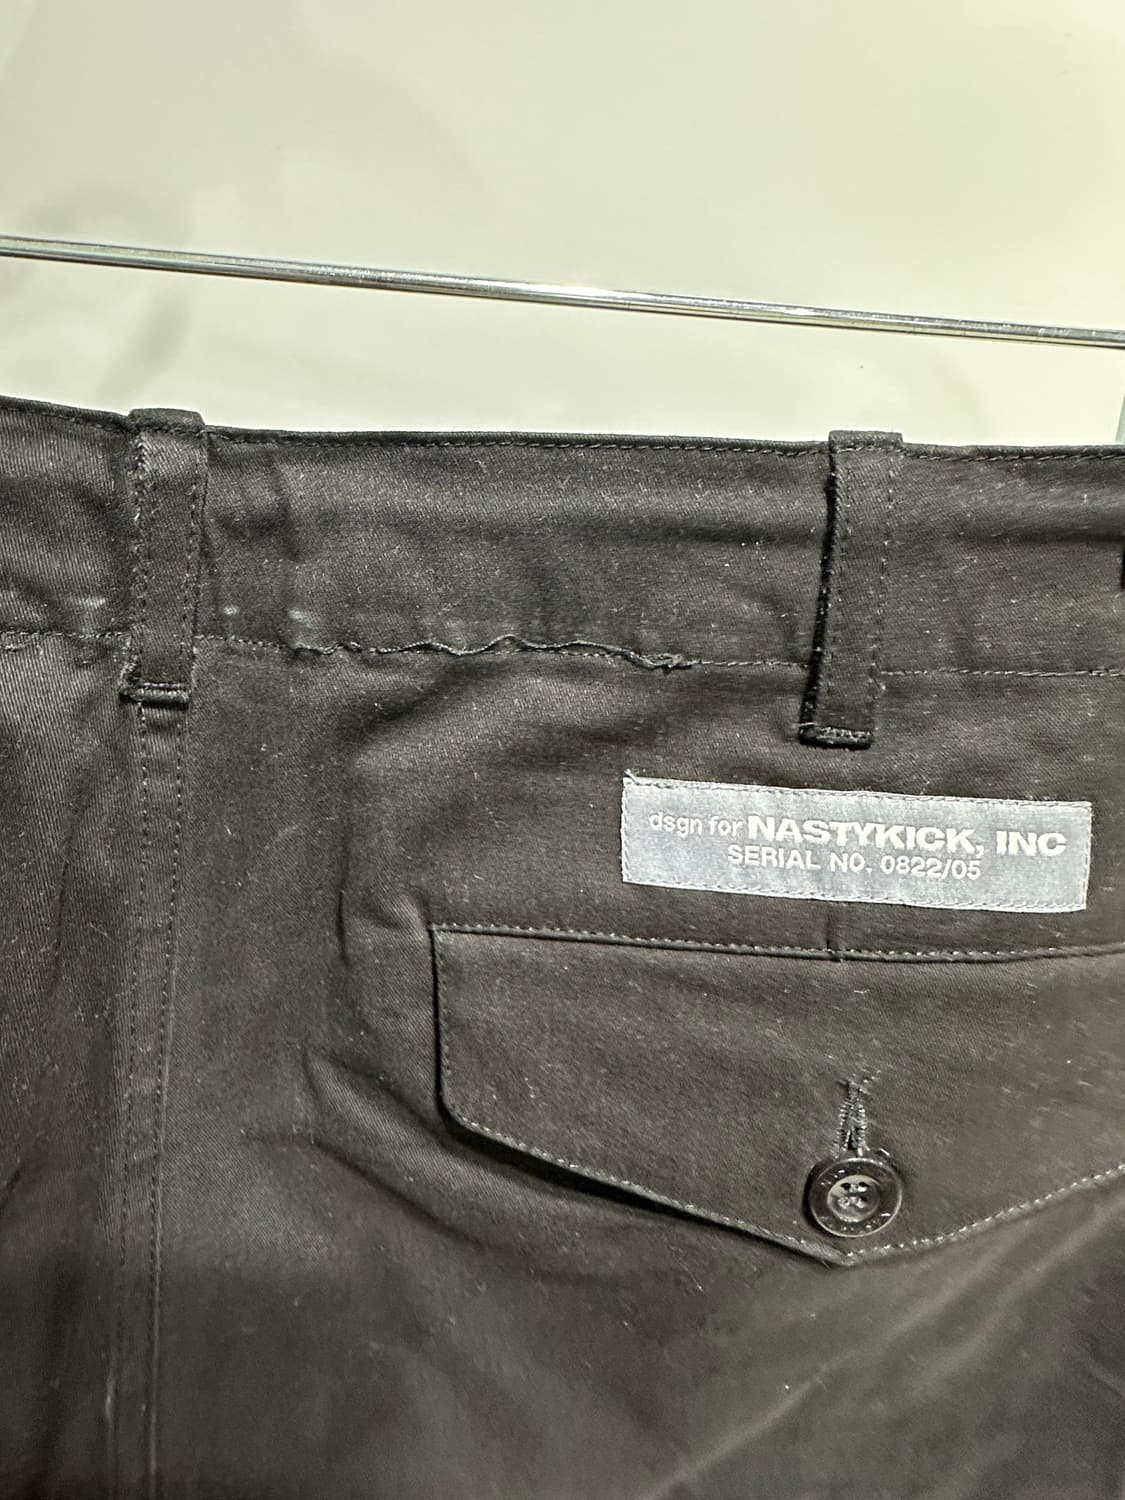 dsgn for NASTYKICK, INC
SERIAL NO. 0822/05